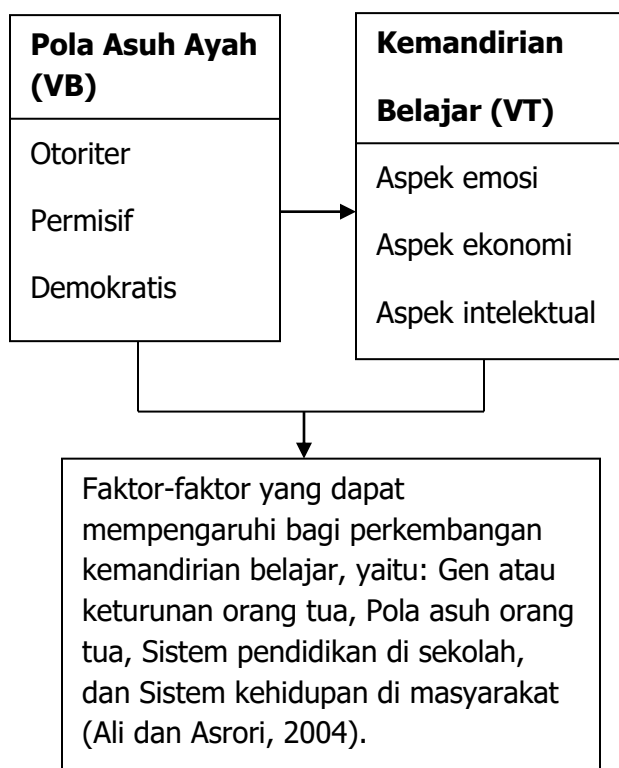 Pola Asuh Ayah
(VB)
Otoriter
Permisif
Demokratis
Kemandirian
Belajar (VT)
Aspek emosi
Aspek ekonomi
Aspek intelektual
Faktor-faktor yang dapat
mempengaruhi bagi perkembangan
kemandirian belajar, yaitu: Gen atau
keturunan orang tua, Pola asuh orang
tua, Sistem pendidikan di sekolah,
dan Sistem kehidupan di masyarakat
(Ali dan Asrori, 2004).